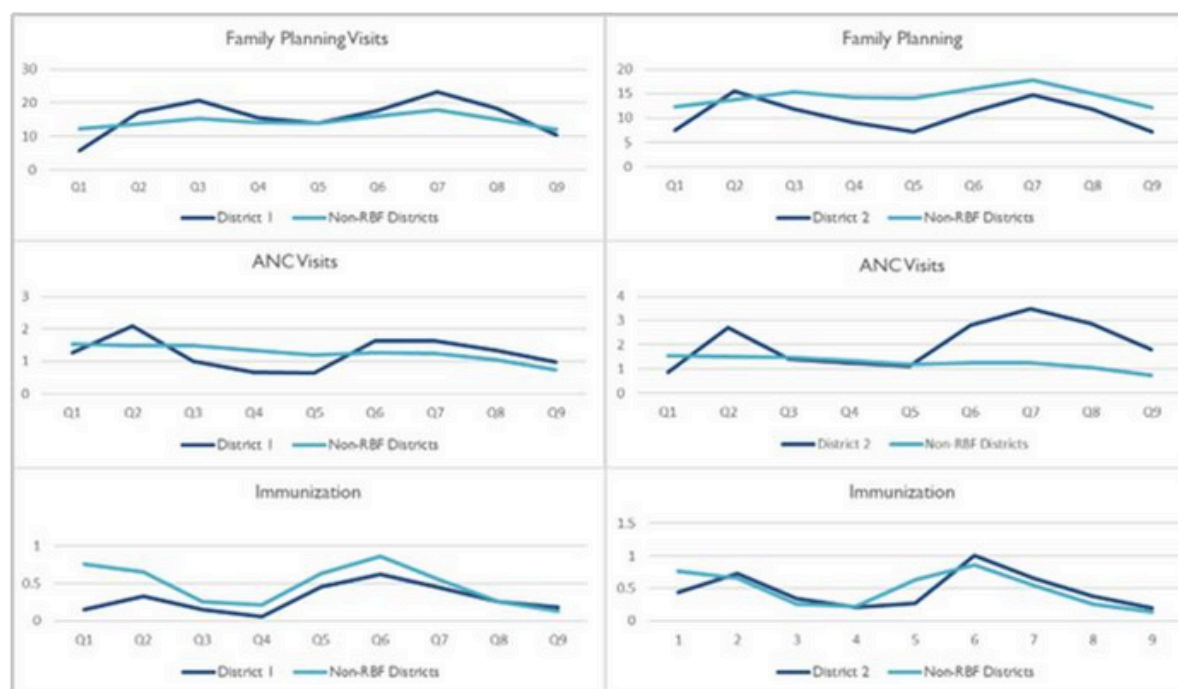 Family Planning Visits
30
20
10
0
Q1 Q2 Q3 Q4 Q5 Q6 Q7 Q8 Q9
District 1 Non-RBF Districts
Family Planning
20
15
10
5
0
Q1 Q2 Q3 Q4 Q5 Q6 Q7 Q8 Q9
District 2 Non-RBF Districts
ANC Visits
3
2
1
0
Q1 Q2 Q3 Q4 Q5 Q6 Q7 Q8 Q9
District 1 Non-RBF Districts
ANC Visits
4
3
2
1
0
Q1 Q2 Q3 Q4 Q5 Q6 Q7 Q8 Q9
District 2 Non-RBF Districts
Immunization
1
0.5
0
Q1 Q2 Q3 Q4 Q5 Q6 Q7 Q8 Q9
District 1 Non-RBF Districts
Immunization
1.5
1
0.5
0
1 2 3 4 5 6 7 8 9
District 2 Non-RBF Districts